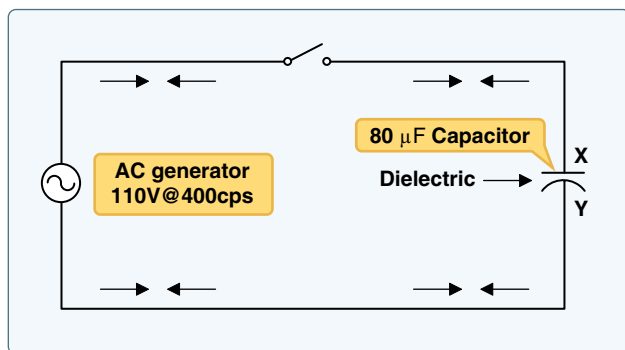 80 μF Capacitor
X
AC generator
110V@400cps
Dielectric
Y